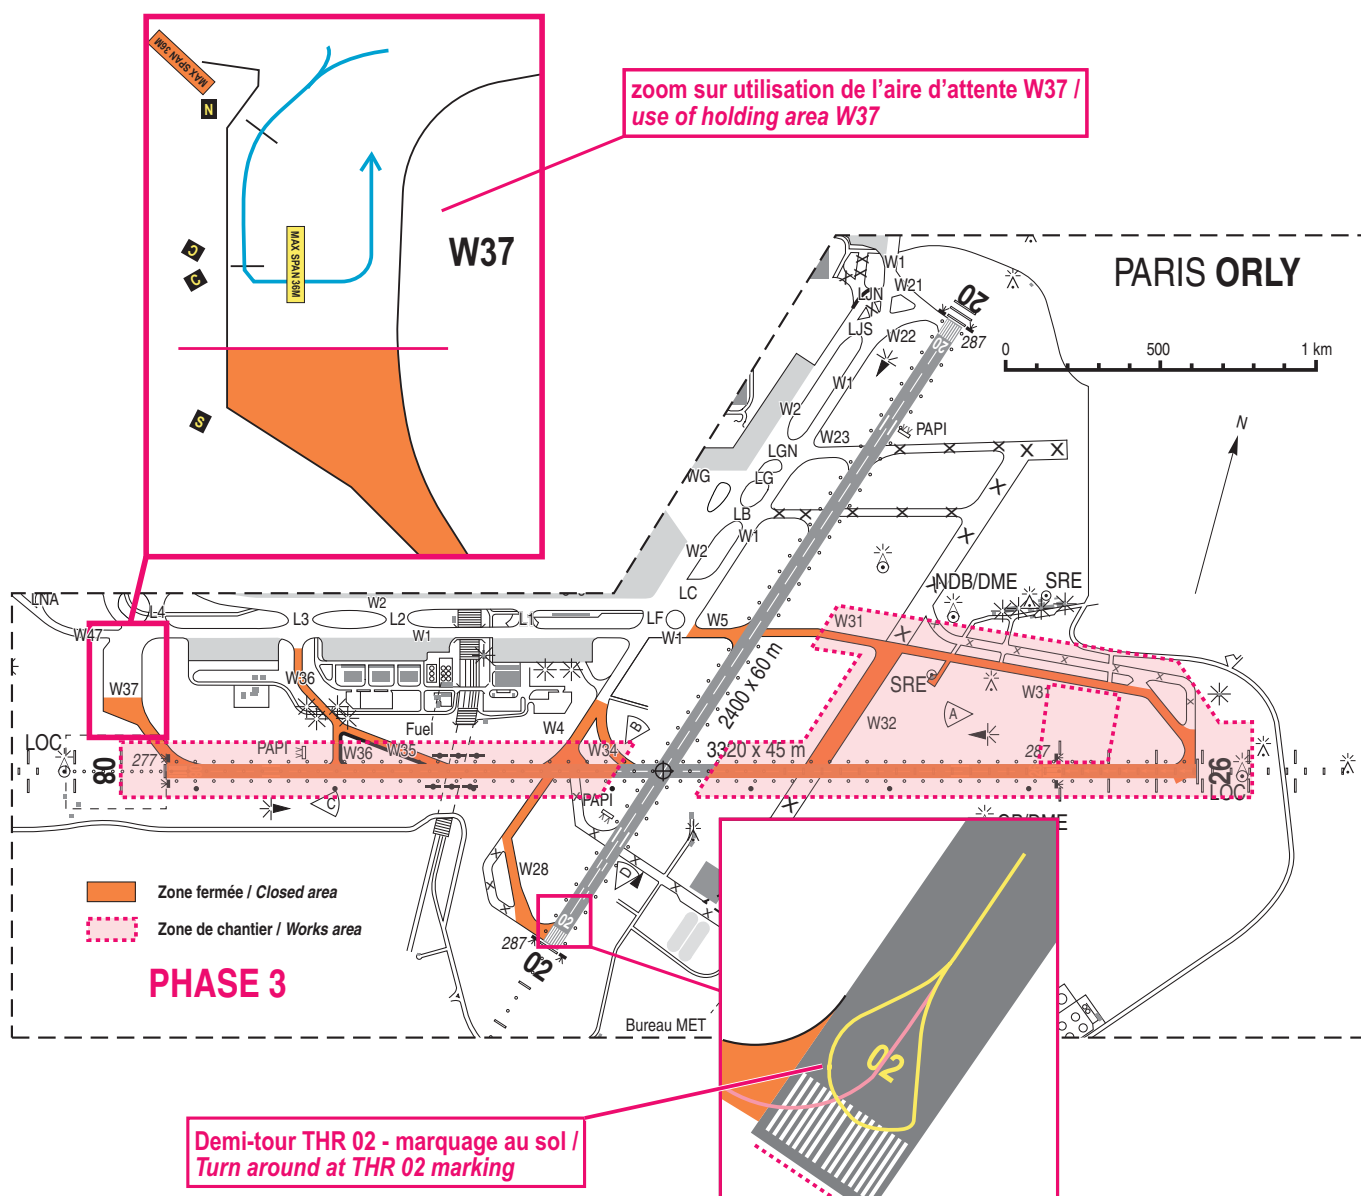 MAX SPAN 36M
N
C
C
MAX SPAN 36M
S
W37
zoom sur utilisation de l'aire d'attente W37 /
use of holding area W37
PARIS ORLY
0 500 1 km
N
W1
W21
LJN
20
LJS
W22
287
02
W1
W2
W23
PAPI
LGN
WG
LG
LB
W1
W2
LC
NDB/DME
SRE
LNA
L4
W2
L3
L2
L1
LF
W5
W31
W47
W1
W1
W37
W36
SRE
W31
A
2400 x 60 m
W4
B
W32
Fuel
LOC
PAPI
W36
W35
W34
3320 x 45 m
287
277
08
26
LOC
C
PAPI
W28
D
02
287
02
Zone fermée / Closed area
Zone de chantier / Works area
PHASE 3
Bureau MET
02
Demi-tour THR 02 - marquage au sol /
Turn around at THR 02 marking